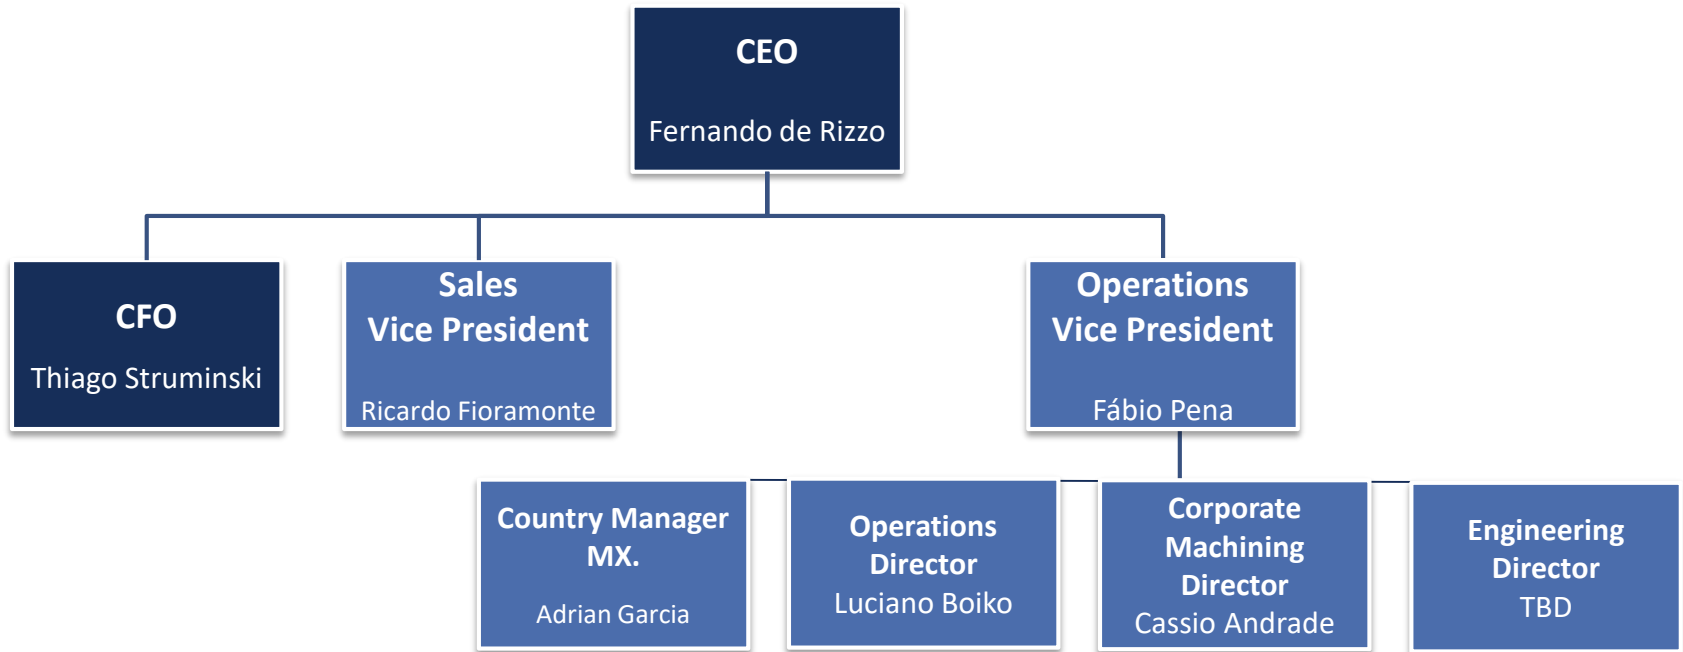 CEO
Fernando de Rizzo
CFO
Thiago Struminski
Sales
Vice President
Ricardo Fioramonte
Operations
Vice President
Fábio Pena
Country Manager
MX.
Adrian Garcia
Operations
Director
Luciano Boiko
Corporate
Machining
Director
Cassio Andrade
Engineering
Director
TBD